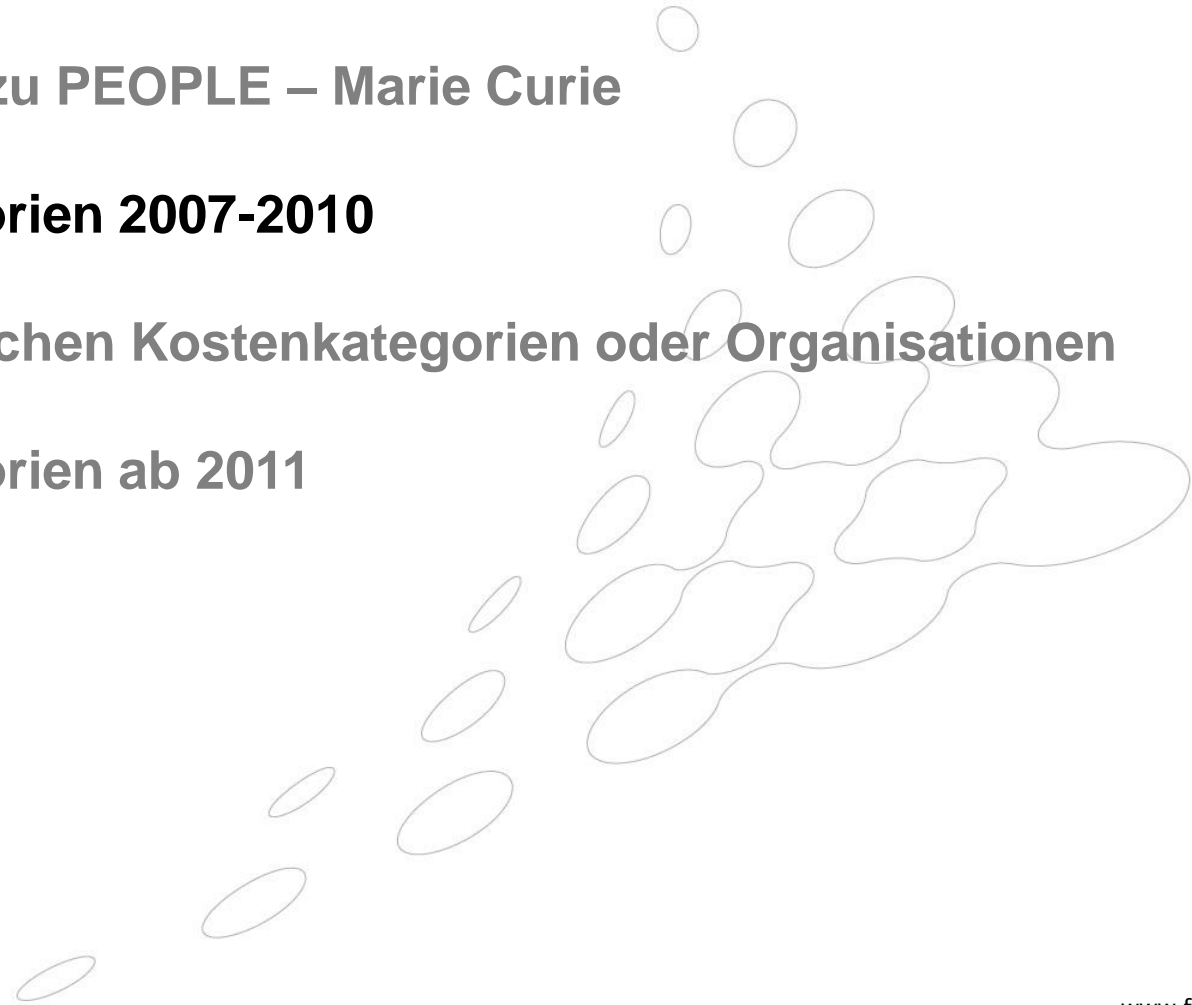 zu PEOPLE – Marie Curie
orien 2007-2010
chen Kostenkategorien oder Organisationen
orien ab 2011